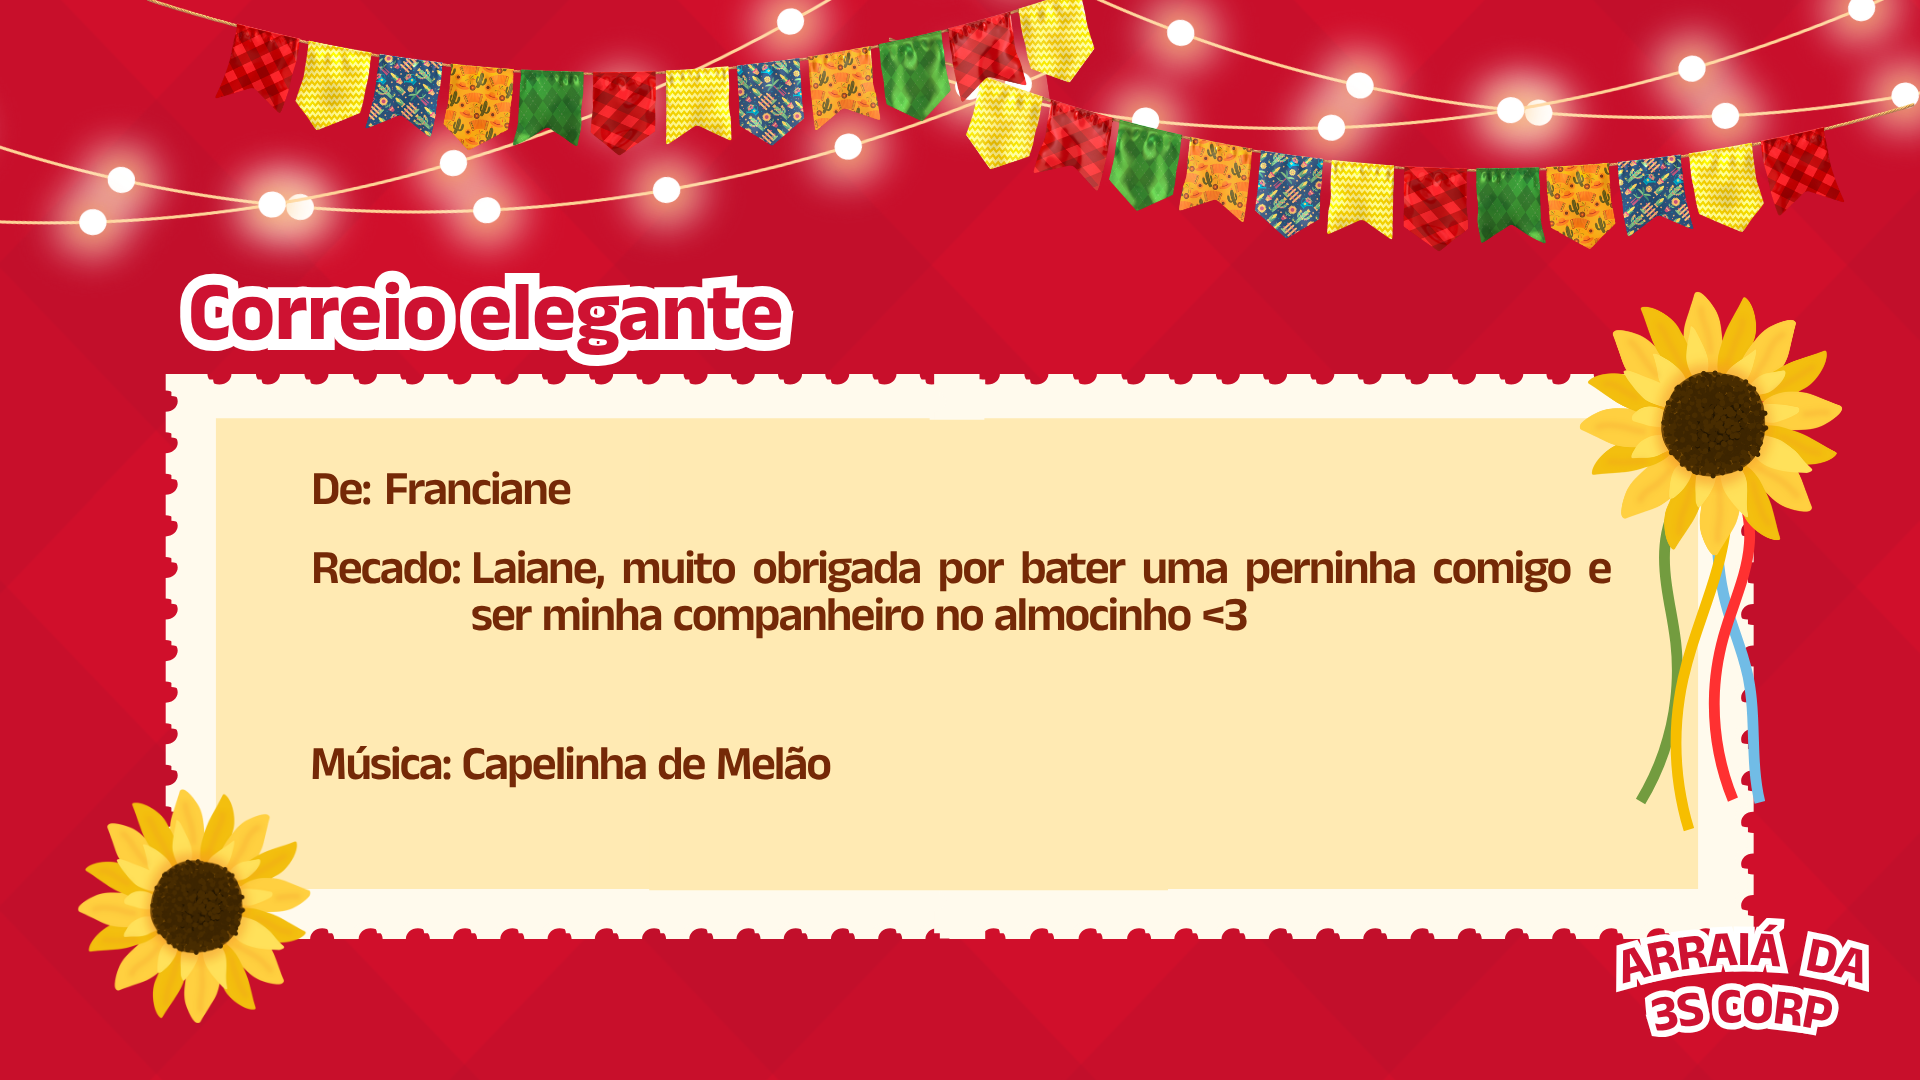 Correio elegante
De: Franciane
Recado: Laiane, muito obrigada por bater uma perninha comigo e
ser minha companheiro no almocinho <3
Música: Capelinha de Melão
ARRAIÁ DA
3S CORP